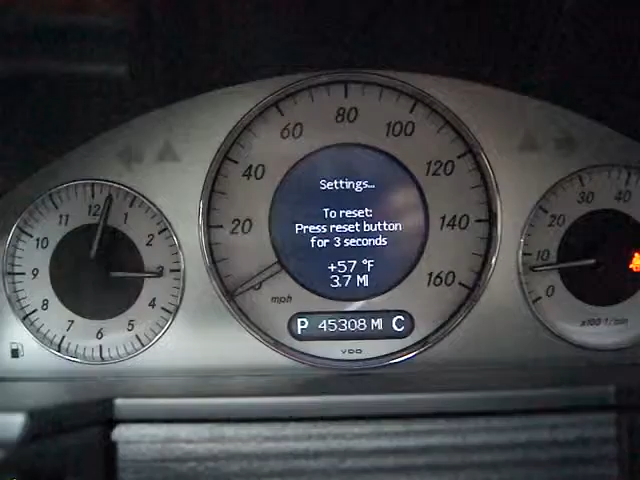 12
1
2
3
4
5
6
7
8
9
10
11
20
40
60
80
100
120
140
160
mph
Settings...
To reset:
Press reset button
for 3 seconds
+57 °F
3.7 MI
P 45308 MI C
VDO
0
10
20
30
40
x100 1/min